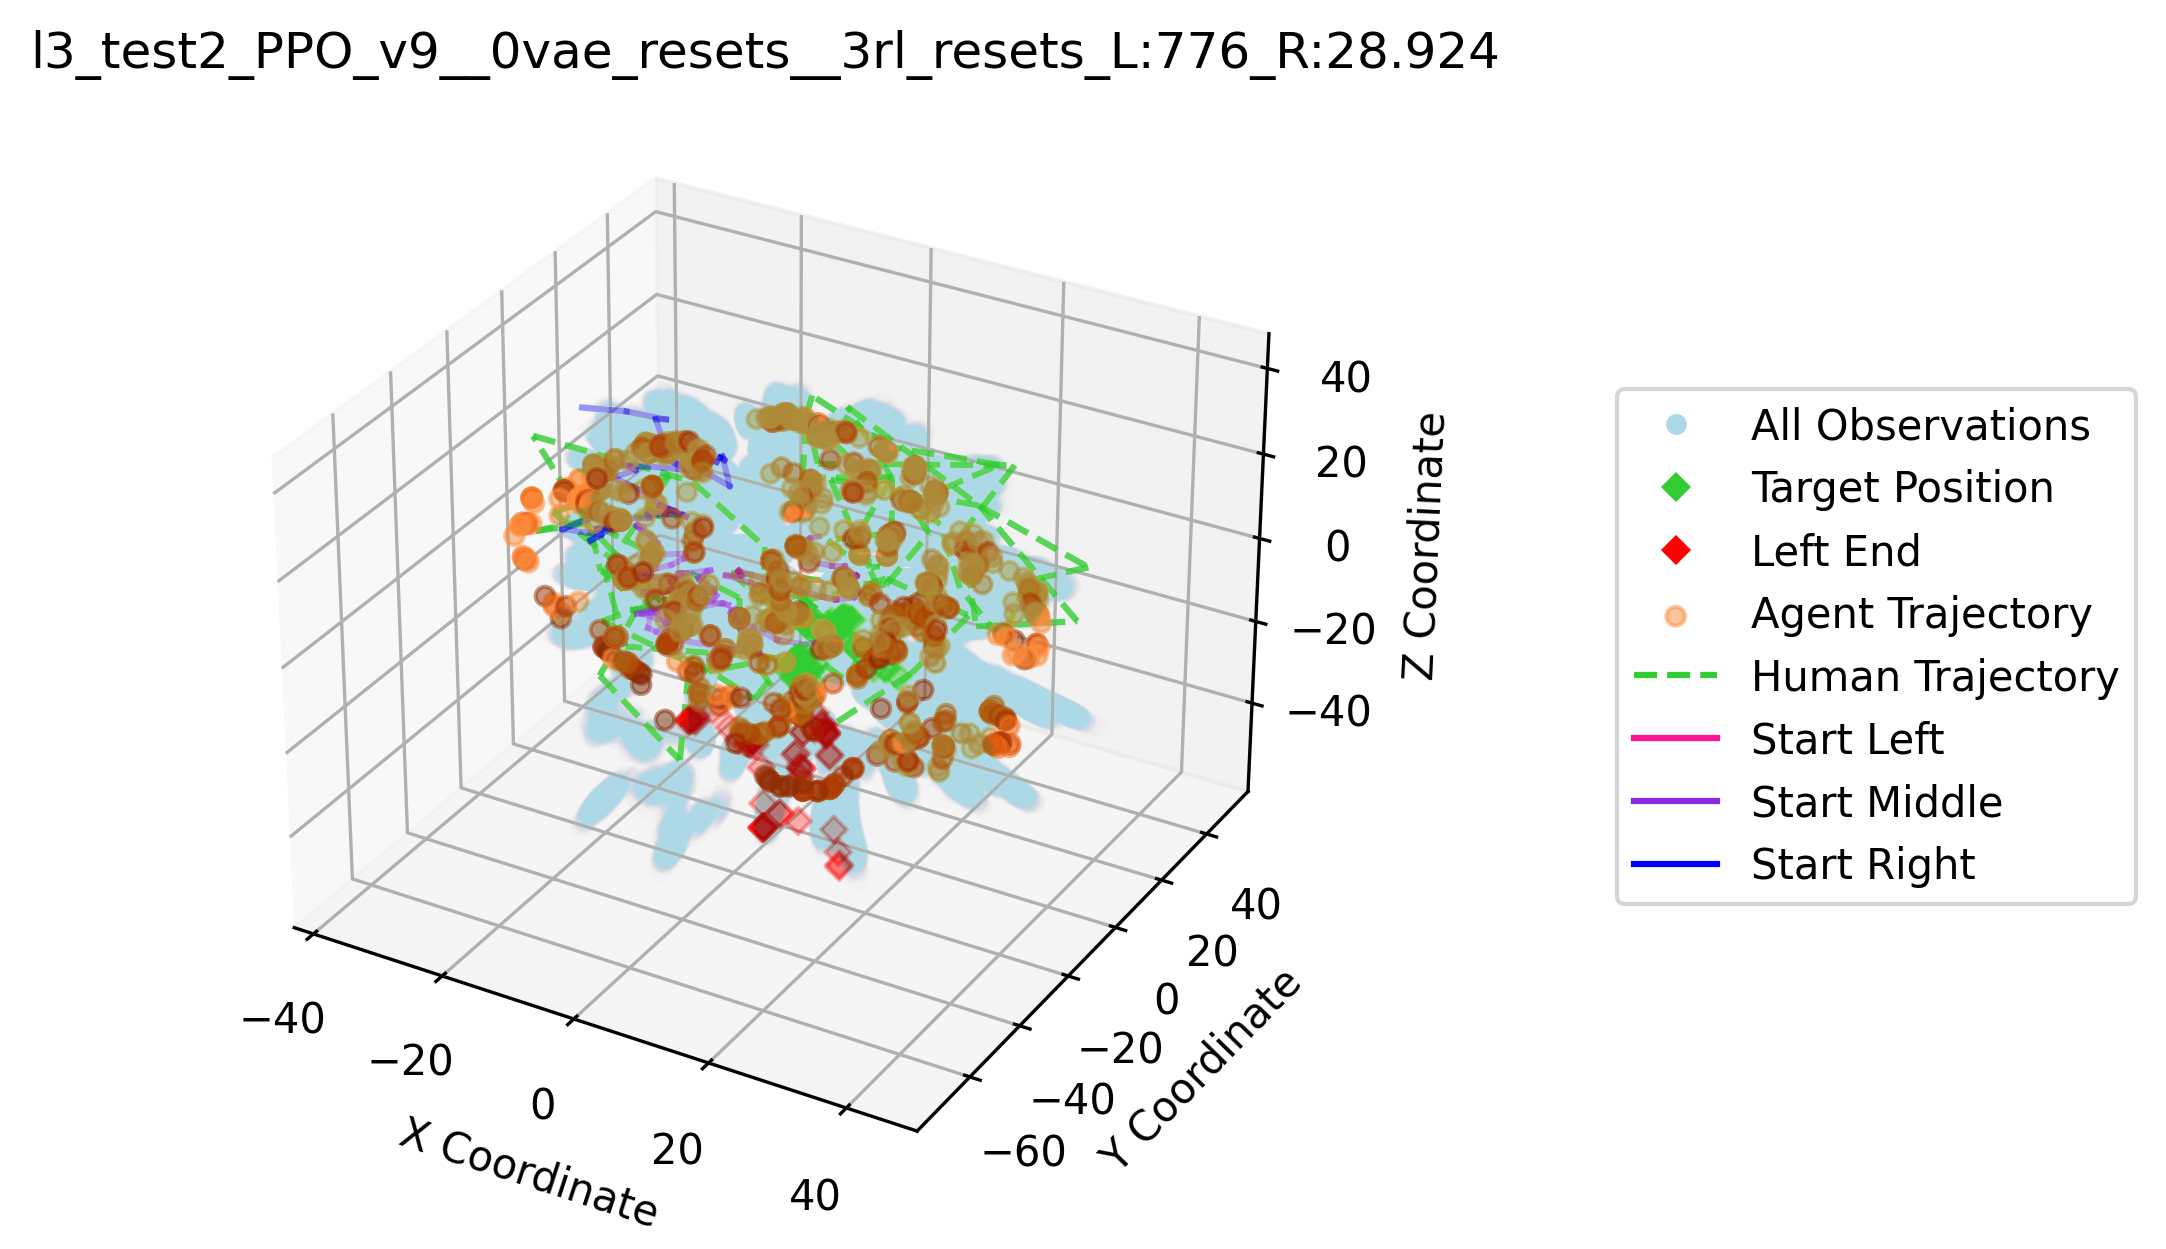 l3_test2_PPO_v9__0vae_resets__3rl_resets_L:776_R:28.924
40
20
0
−20
−40
Z Coordinate
All Observations
Target Position
Left End
Agent Trajectory
Human Trajectory
Start Left
Start Middle
Start Right
−40
−20
0
20
40
X Coordinate
40
20
0
−20
−40
−60
Y Coordinate